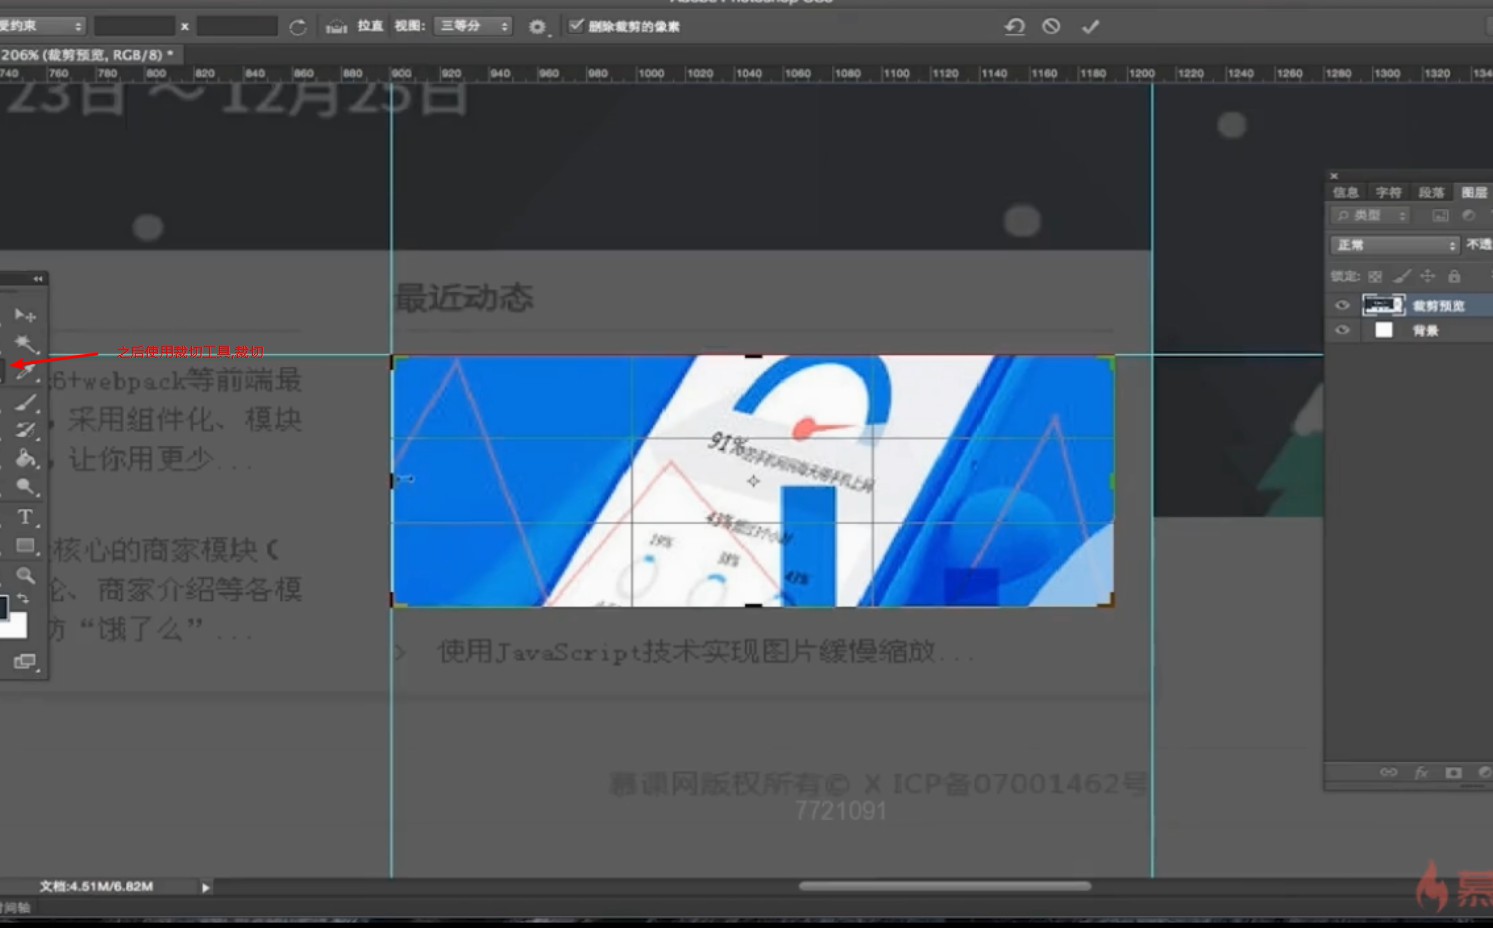 受约束
x
拉直
视图:
三等分
删除裁剪的像素
206% (裁剪预览, RGB/8) *
740 760 780 800 820 840 860 880 900 920 940 960 980 1000 1020 1040 1060 1080 1100 1120 1140 1160 1180 1200 1220 1240 1260 1280 1300 1320 134
23日 ～ 12月25日
信息 字符 段落 图层
类型
正常
不透
锁定:
裁剪预览
背景
最近动态
之后使用裁切工具,裁切
6+webpack等前端最
，采用组件化、模块
，让你用更少...
91%
43%
19%
38%
43%
核心的商家模块（
论、商家介绍等各模
仿“饿了么”...
> 使用JavaScript技术实现图片缓慢缩放...
慕课网版权所有© X ICP备07001462号
7721091
文档:4.51M/6.82M
时间轴
慕